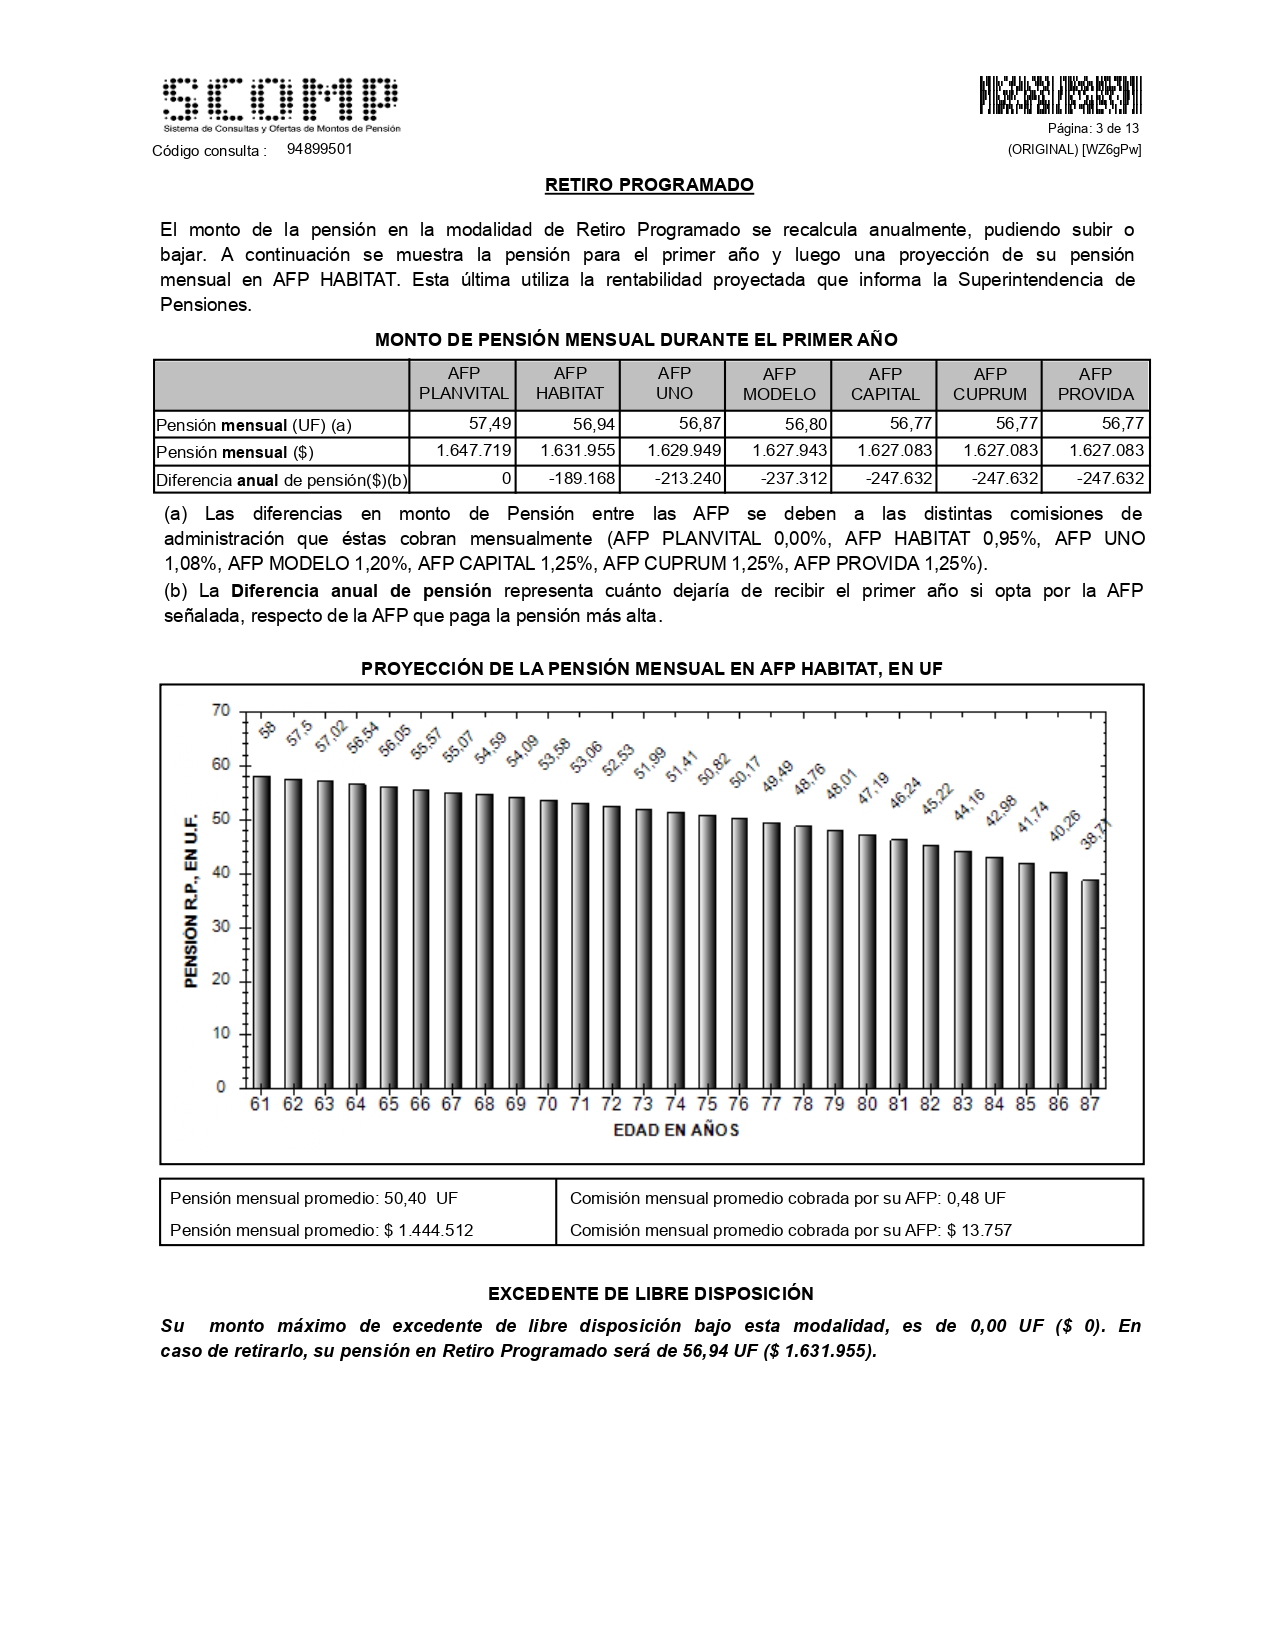 SCOMP
Sistema de Consultas y Ofertas de Montos de Pensión
Código consulta : 94899501
Página: 3 de 13
(ORIGINAL) [WZ6gPw]
RETIRO PROGRAMADO
El monto de la pensión en la modalidad de Retiro Programado se recalcula anualmente, pudiendo subir o
bajar. A continuación se muestra la pensión para el primer año y luego una proyección de su pensión
mensual en AFP HABITAT. Esta última utiliza la rentabilidad proyectada que informa la Superintendencia de
Pensiones.
MONTO DE PENSIÓN MENSUAL DURANTE EL PRIMER AÑO
AFP PLANVITAL AFP HABITAT AFP UNO AFP MODELO AFP CAPITAL AFP CUPRUM AFP PROVIDA
Pensión mensual (UF) (a) 57,49 56,94 56,87 56,80 56,77 56,77 56,77
Pensión mensual ($) 1.647.719 1.631.955 1.629.949 1.627.943 1.627.083 1.627.083 1.627.083
Diferencia anual de pensión($)(b) 0 -189.168 -213.240 -237.312 -247.632 -247.632 -247.632
(a) Las diferencias en monto de Pensión entre las AFP se deben a las distintas comisiones de
administración que éstas cobran mensualmente (AFP PLANVITAL 0,00%, AFP HABITAT 0,95%, AFP UNO
1,08%, AFP MODELO 1,20%, AFP CAPITAL 1,25%, AFP CUPRUM 1,25%, AFP PROVIDA 1,25%).
(b) La Diferencia anual de pensión representa cuánto dejaría de recibir el primer año si opta por la AFP
señalada, respecto de la AFP que paga la pensión más alta.
PROYECCIÓN DE LA PENSIÓN MENSUAL EN AFP HABITAT, EN UF
70
60
50
40
30
20
10
0
PENSIÓN R.P., EN U.F.
58 57,5 57,02 56,54 56,05 55,57 55,07 54,59 54,09 53,58 53,06 52,53 51,99 51,41 50,82 50,17 49,49 48,76 48,01 47,19 46,24 45,22 44,16 42,98 41,74 40,26 38,71
61 62 63 64 65 66 67 68 69 70 71 72 73 74 75 76 77 78 79 80 81 82 83 84 85 86 87
EDAD EN AÑOS
Pensión mensual promedio: 50,40 UF
Pensión mensual promedio: $ 1.444.512
Comisión mensual promedio cobrada por su AFP: 0,48 UF
Comisión mensual promedio cobrada por su AFP: $ 13.757
EXCEDENTE DE LIBRE DISPOSICIÓN
Su monto máximo de excedente de libre disposición bajo esta modalidad, es de 0,00 UF ($ 0). En
caso de retirarlo, su pensión en Retiro Programado será de 56,94 UF ($ 1.631.955).